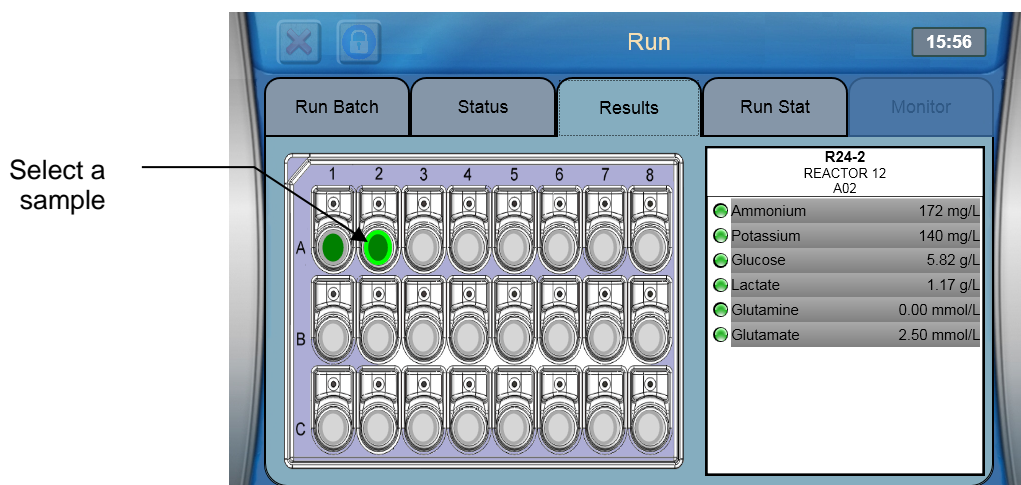 Run
15:56
Run Batch
Status
Results
Run Stat
Monitor
Select a
sample
1 2 3 4 5 6 7 8
A
B
C
R24-2
REACTOR 12
A02
Ammonium 172 mg/L
Potassium 140 mg/L
Glucose 5.82 g/L
Lactate 1.17 g/L
Glutamine 0.00 mmol/L
Glutamate 2.50 mmol/L